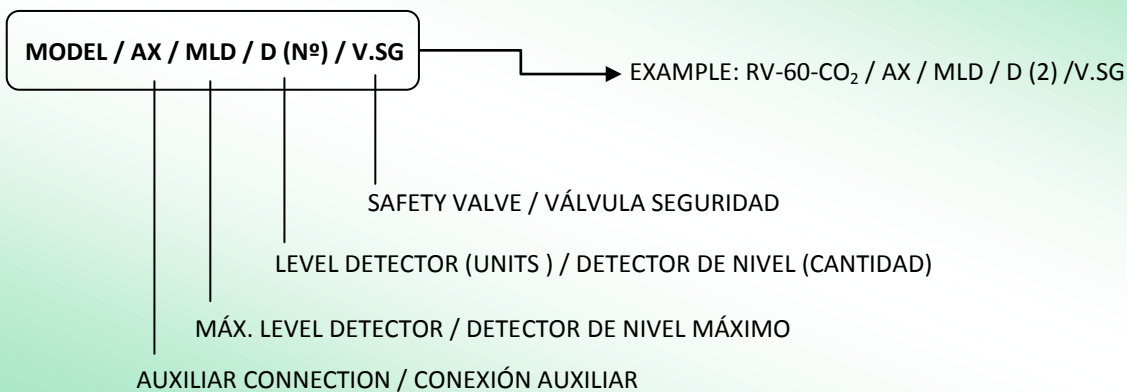 MODEL / AX / MLD / D (Nº) / V.SG
EXAMPLE: RV-60-CO₂ / AX / MLD / D (2) /V.SG
SAFETY VALVE / VÁLVULA SEGURIDAD
LEVEL DETECTOR (UNITS ) / DETECTOR DE NIVEL (CANTIDAD)
MÁX. LEVEL DETECTOR / DETECTOR DE NIVEL MÁXIMO
AUXILIAR CONNECTION / CONEXIÓN AUXILIAR